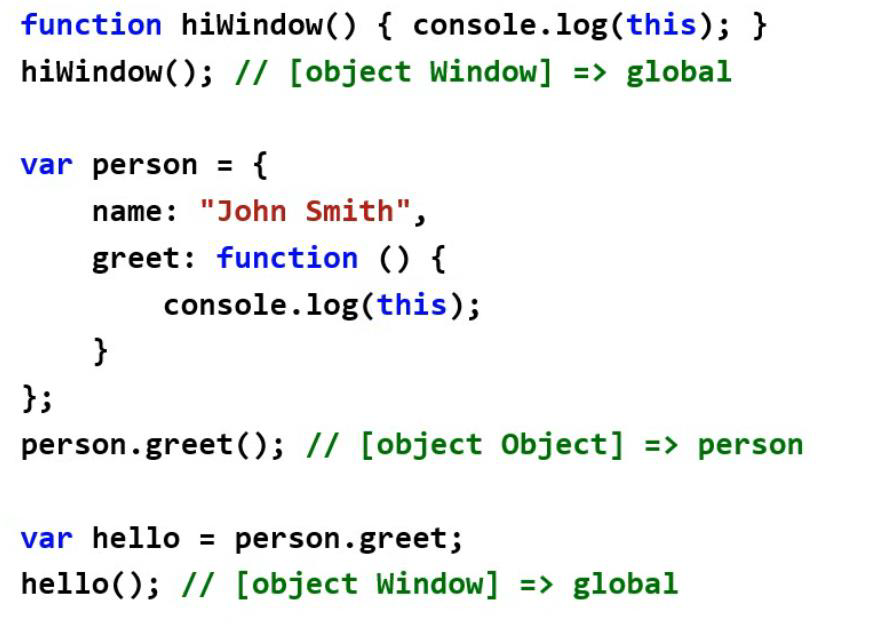 function hiWindow() { console.log(this); }
hiWindow(); // [object Window] => global
var person = {
    name: "John Smith",
    greet: function () {
        console.log(this);
    }
};
person.greet(); // [object Object] => person
var hello = person.greet;
hello(); // [object Window] => global